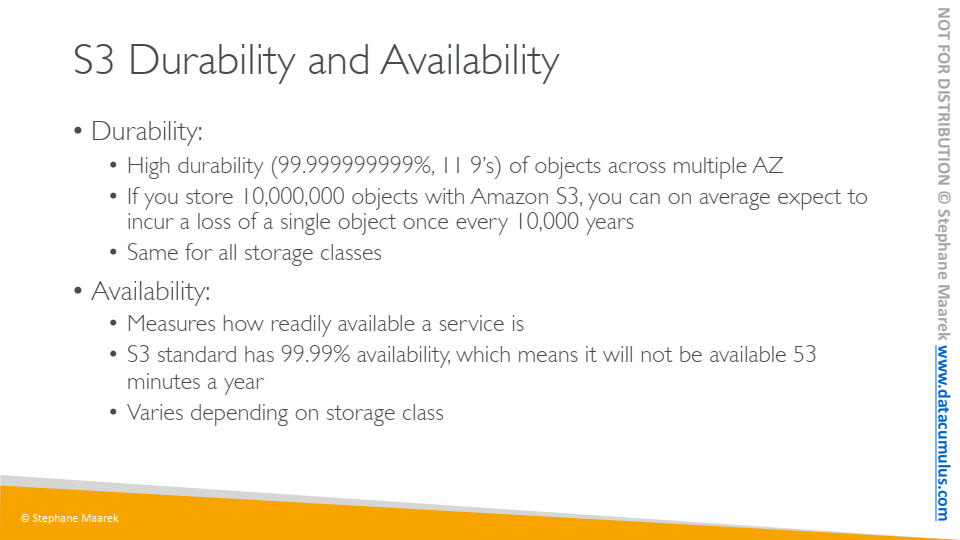 S3 Durability and Availability
• Durability:
• High durability (99.999999999%, 11 9’s) of objects across multiple AZ
• If you store 10,000,000 objects with Amazon S3, you can on average expect to
incur a loss of a single object once every 10,000 years
• Same for all storage classes
• Availability:
• Measures how readily available a service is
• S3 standard has 99.99% availability, which means it will not be available 53
minutes a year
• Varies depending on storage class
© Stephane Maarek
NOT FOR DISTRIBUTION © Stephane Maarek www.datacumulus.com